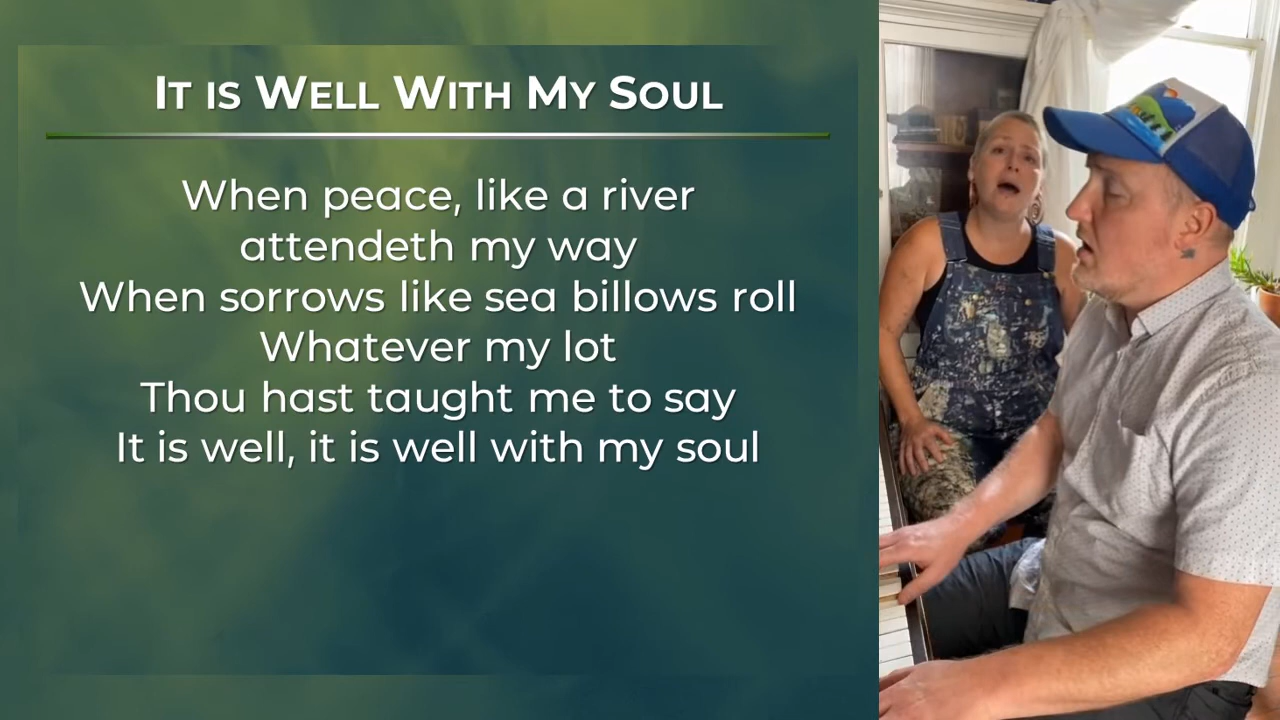 It is Well With My Soul
When peace, like a river
attendeth my way
When sorrows like sea billows roll
Whatever my lot
Thou hast taught me to say
It is well, it is well with my soul